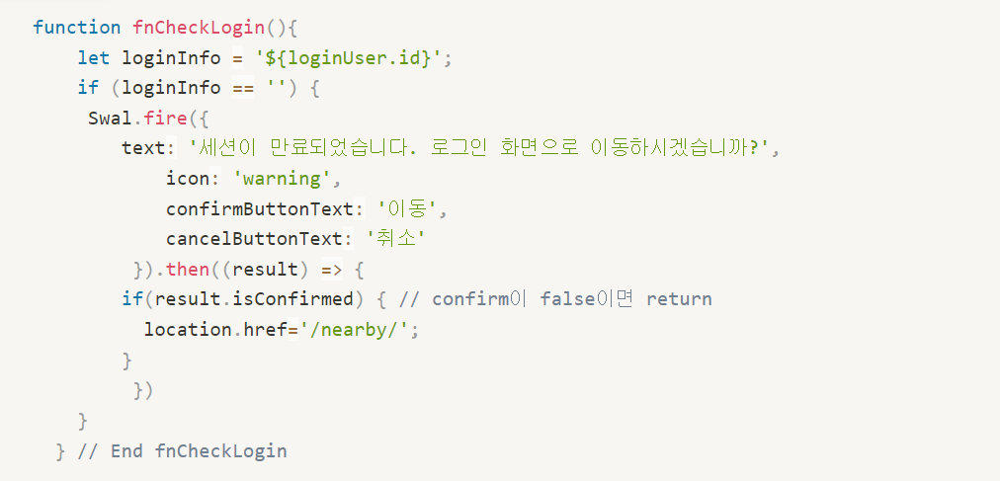 function fnCheckLogin(){
let loginInfo = '${loginUser.id}';
if (loginInfo == '') {
Swal.fire({
text: '세션이 만료되었습니다. 로그인 화면으로 이동하시겠습니까?',
icon: 'warning',
confirmButtonText: '이동',
cancelButtonText: '취소'
}).then((result) => {
if(result.isConfirmed) { // confirm이 false이면 return
location.href='/nearby/';
}
})
}
} // End fnCheckLogin